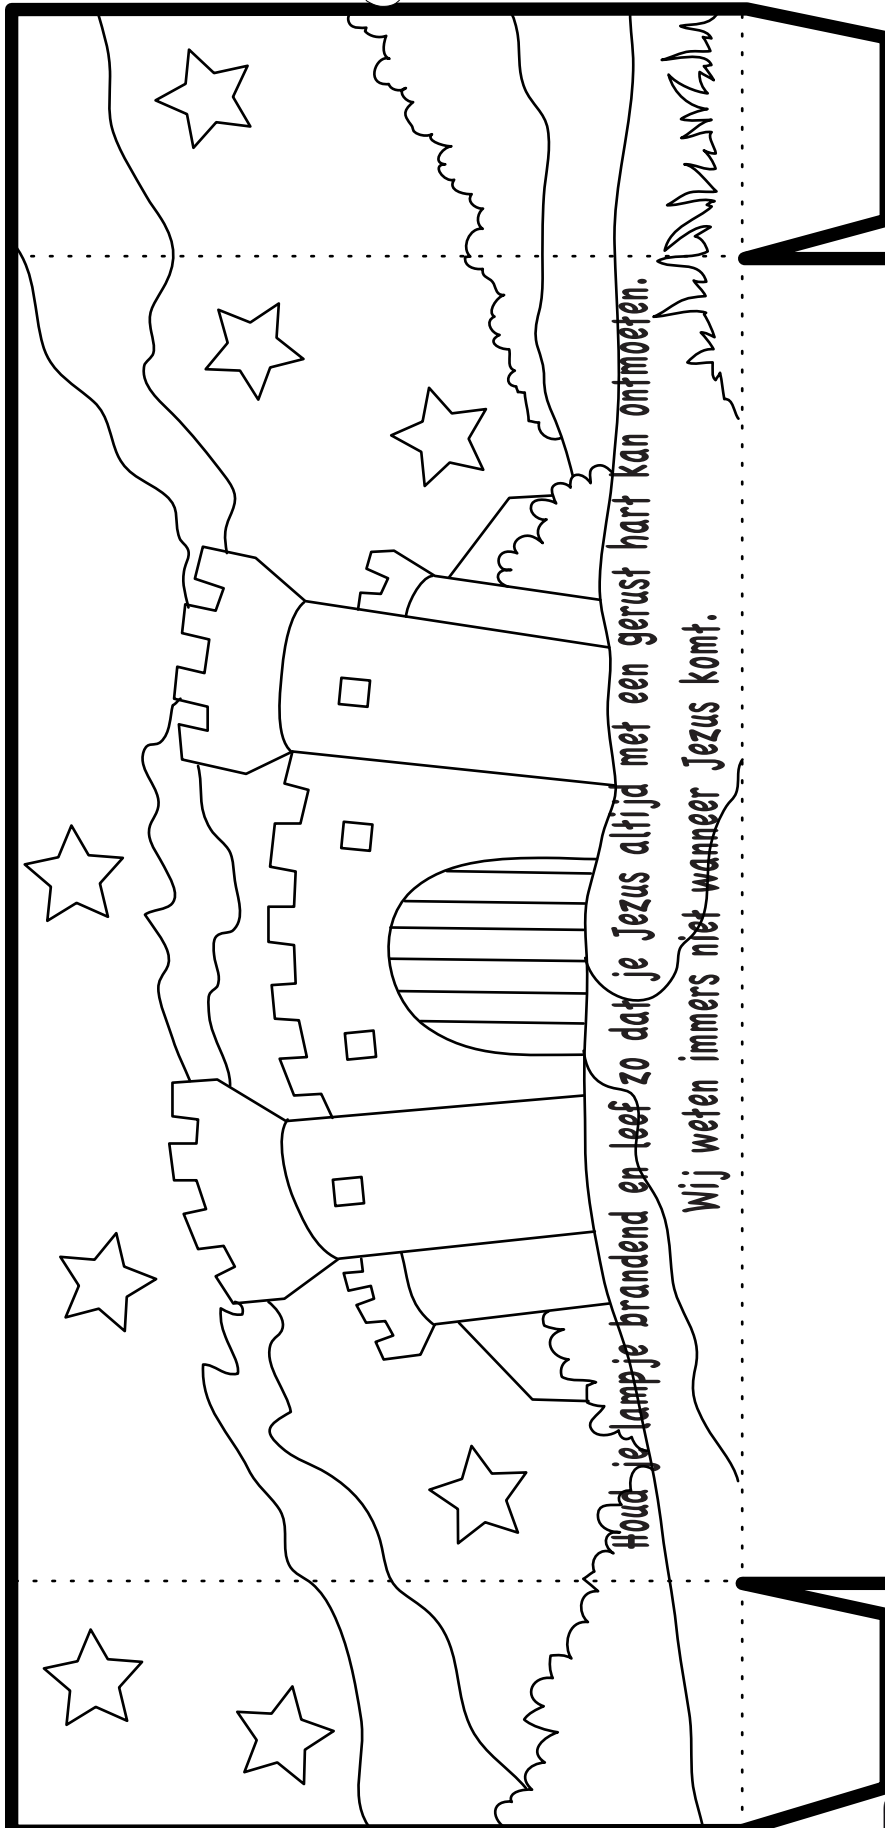 Houd je lampje brandend en leef zo dat je Jezus altijd met een gerust hart kan ontmoeten.
Wij weten immers niet wanneer Jezus komt.